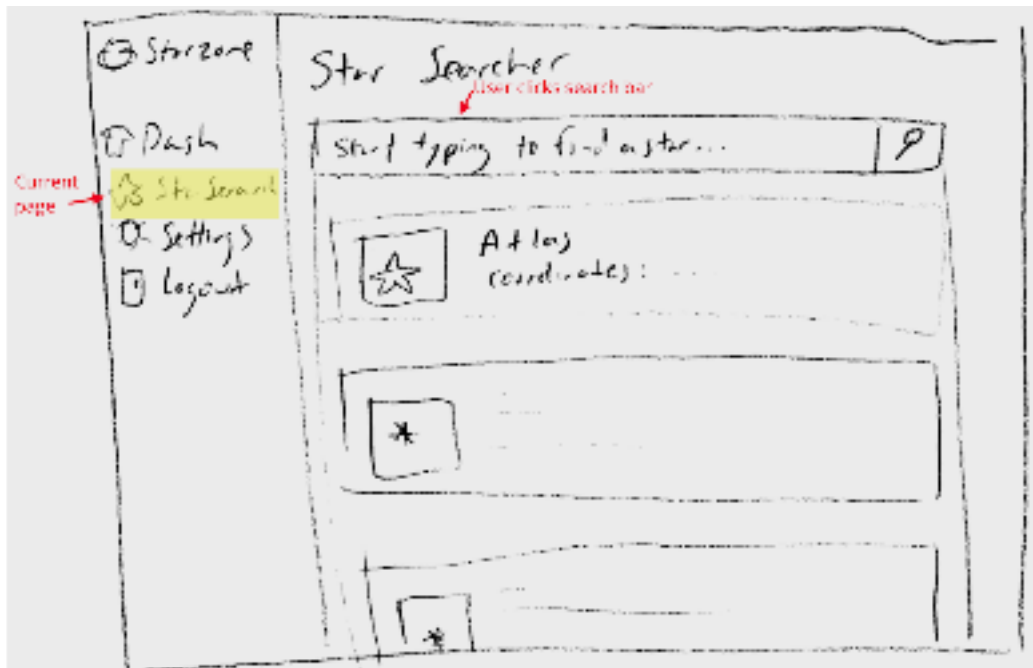 Starzone
Dash
Star Search
Settings
Logout
Current
page
Star Searcher
User clicks search bar
Start typing to find a star...
Atlas
coordinates: ....